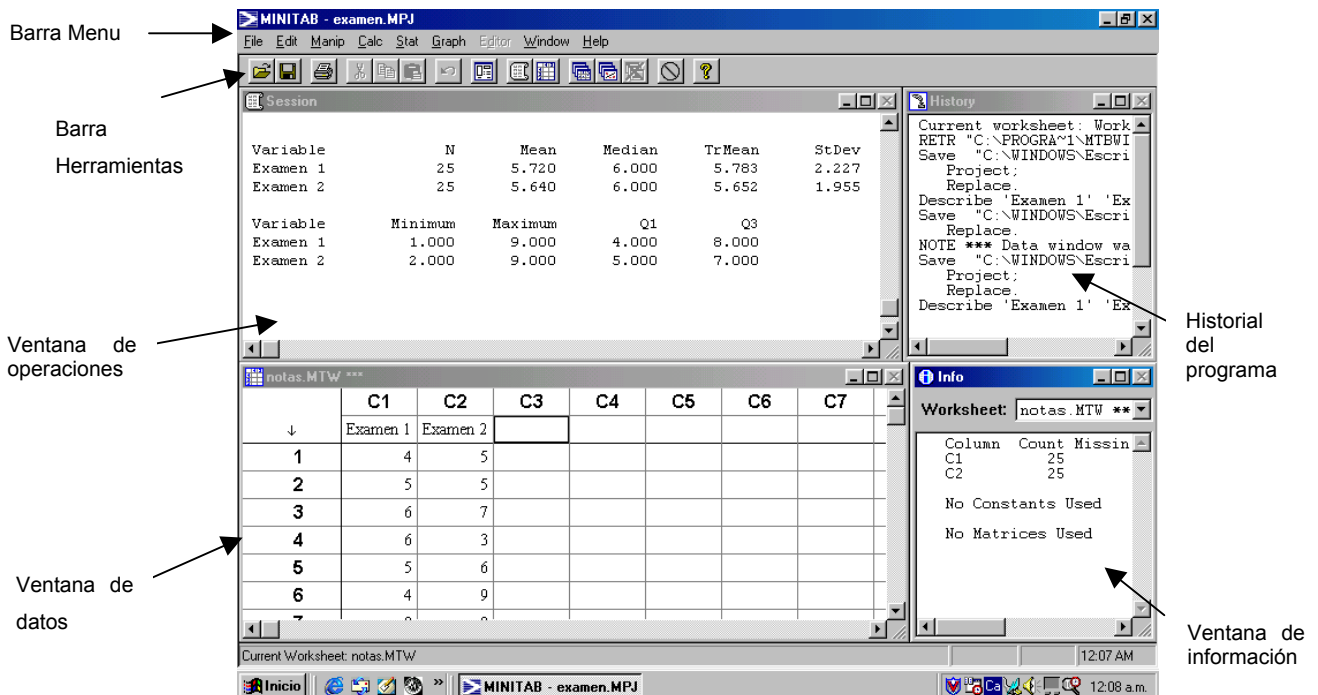 MINITAB - examen.MPJ
Barra Menu
File Edit Manip Calc Stat Graph Editor Window Help
Barra
Herramientas
Session
Variable N Mean Median TrMean StDev
Examen 1 25 5.720 6.000 5.783 2.227
Examen 2 25 5.640 6.000 5.652 1.955
Variable Minimum Maximum Q1 Q3
Examen 1 1.000 9.000 4.000 8.000
Examen 2 2.000 9.000 5.000 7.000
History
Current worksheet: Work
RETR "C:\PROGRA~1\MTBWI
Save "C:\WINDOWS\Escri
Project;
Replace.
Describe 'Examen 1' 'Ex
Save "C:\WINDOWS\Escri
Replace.
NOTE *** Data window wa
Save "C:\WINDOWS\Escri
Project;
Replace.
Describe 'Examen 1' 'Ex
Ventana de
operaciones
Historial
del
programa
notas.MTW ***
C1 C2 C3 C4 C5 C6 C7
↓ Examen 1 Examen 2
1 4 5
2 5 5
3 6 7
4 6 3
5 5 6
6 4 9
Ventana de
datos
Info
Worksheet: notas.MTW **
Column Count Missin
C1 25
C2 25
No Constants Used
No Matrices Used
Ventana de
información
Current Worksheet: notas.MTW 12:07 AM
Inicio » MINITAB - examen.MPJ Ca 12:08 a.m.